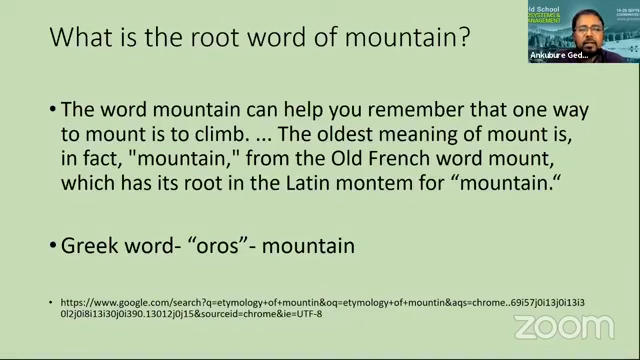 What is the root word of mountain?
eld School
OSYSTEMS &
NAGEMENT
Ankubure Ged...
• The word mountain can help you remember that one way
to mount is to climb. ... The oldest meaning of mount is,
in fact, "mountain," from the Old French word mount,
which has its root in the Latin montem for “mountain.“
• Greek word- “oros”- mountain
• https://www.google.com/search?q=etymology+of+mountin&oq=etymology+of+mountin&aqs=chrome..69i57j0i13j0i13i3
0l2j0i8i13i30j0i390.13012j0j15&sourceid=chrome&ie=UTF-8
zoom